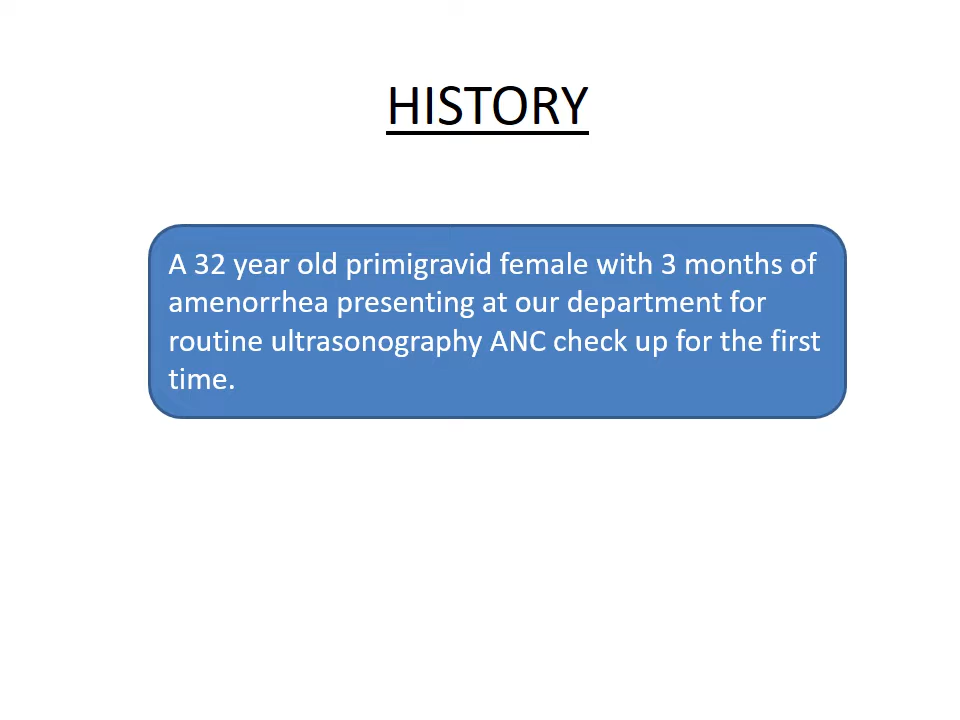 HISTORY
A 32 year old primigravid female with 3 months of
amenorrhea presenting at our department for
routine ultrasonography ANC check up for the first
time.